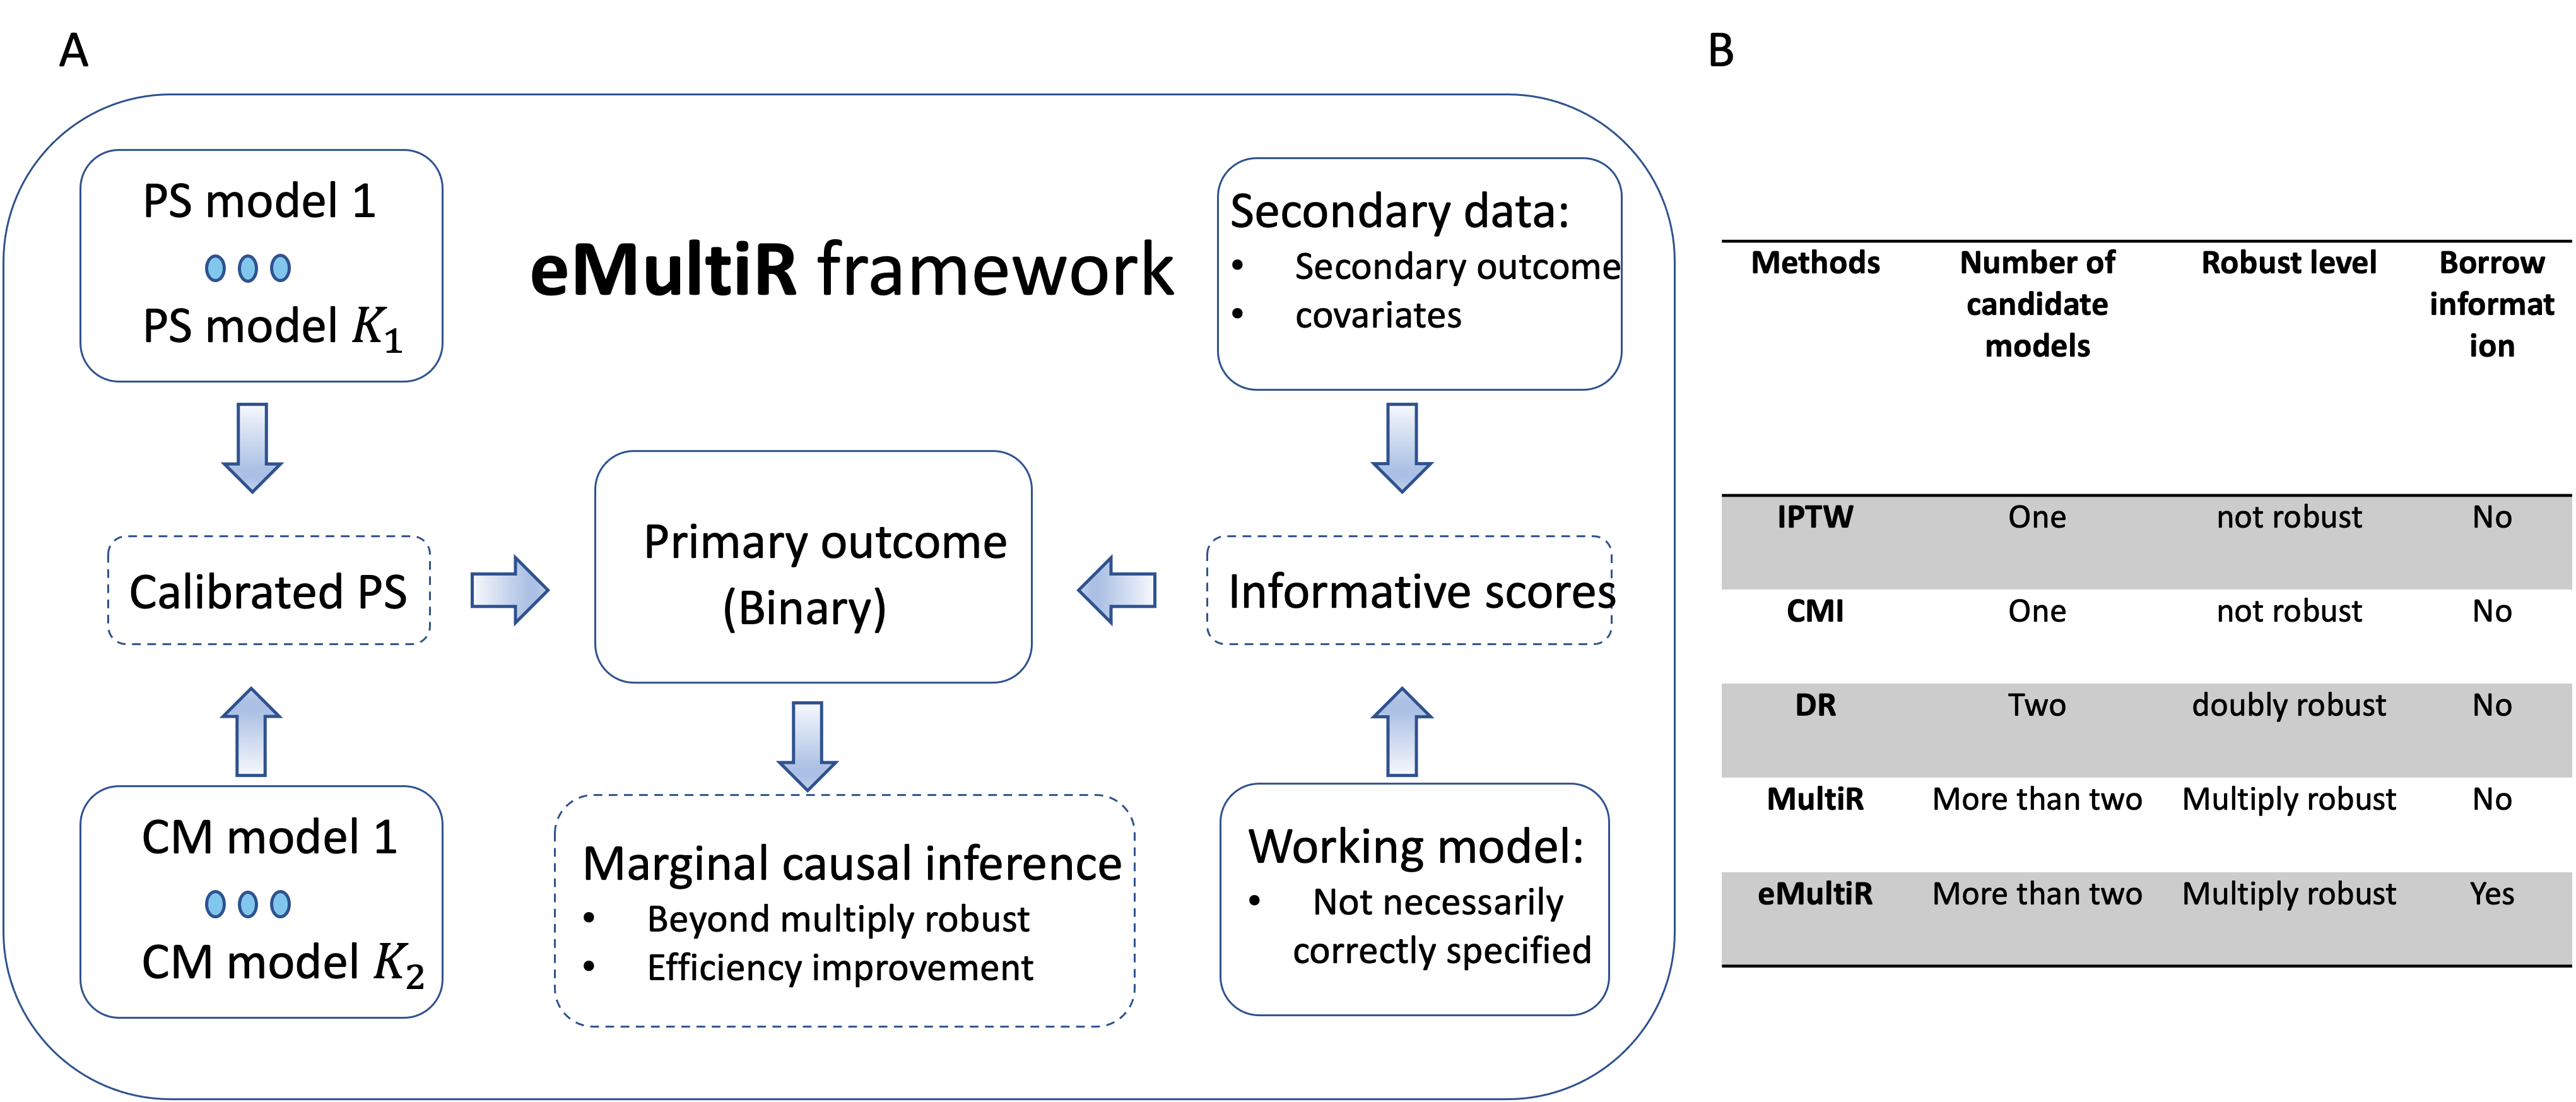 A
PS model 1
PS model K₁
eMultiR framework
Secondary data:
• Secondary outcome
• covariates
Calibrated PS
Primary outcome
(Binary)
Informative scores
CM model 1
CM model K₂
Marginal causal inference
• Beyond multiply robust
• Efficiency improvement
Working model:
• Not necessarily
correctly specified
B
Methods Number of Robust level Borrow
candidate informat
models ion
IPTW One not robust No
CMI One not robust No
DR Two doubly robust No
MultiR More than two Multiply robust No
eMultiR More than two Multiply robust Yes